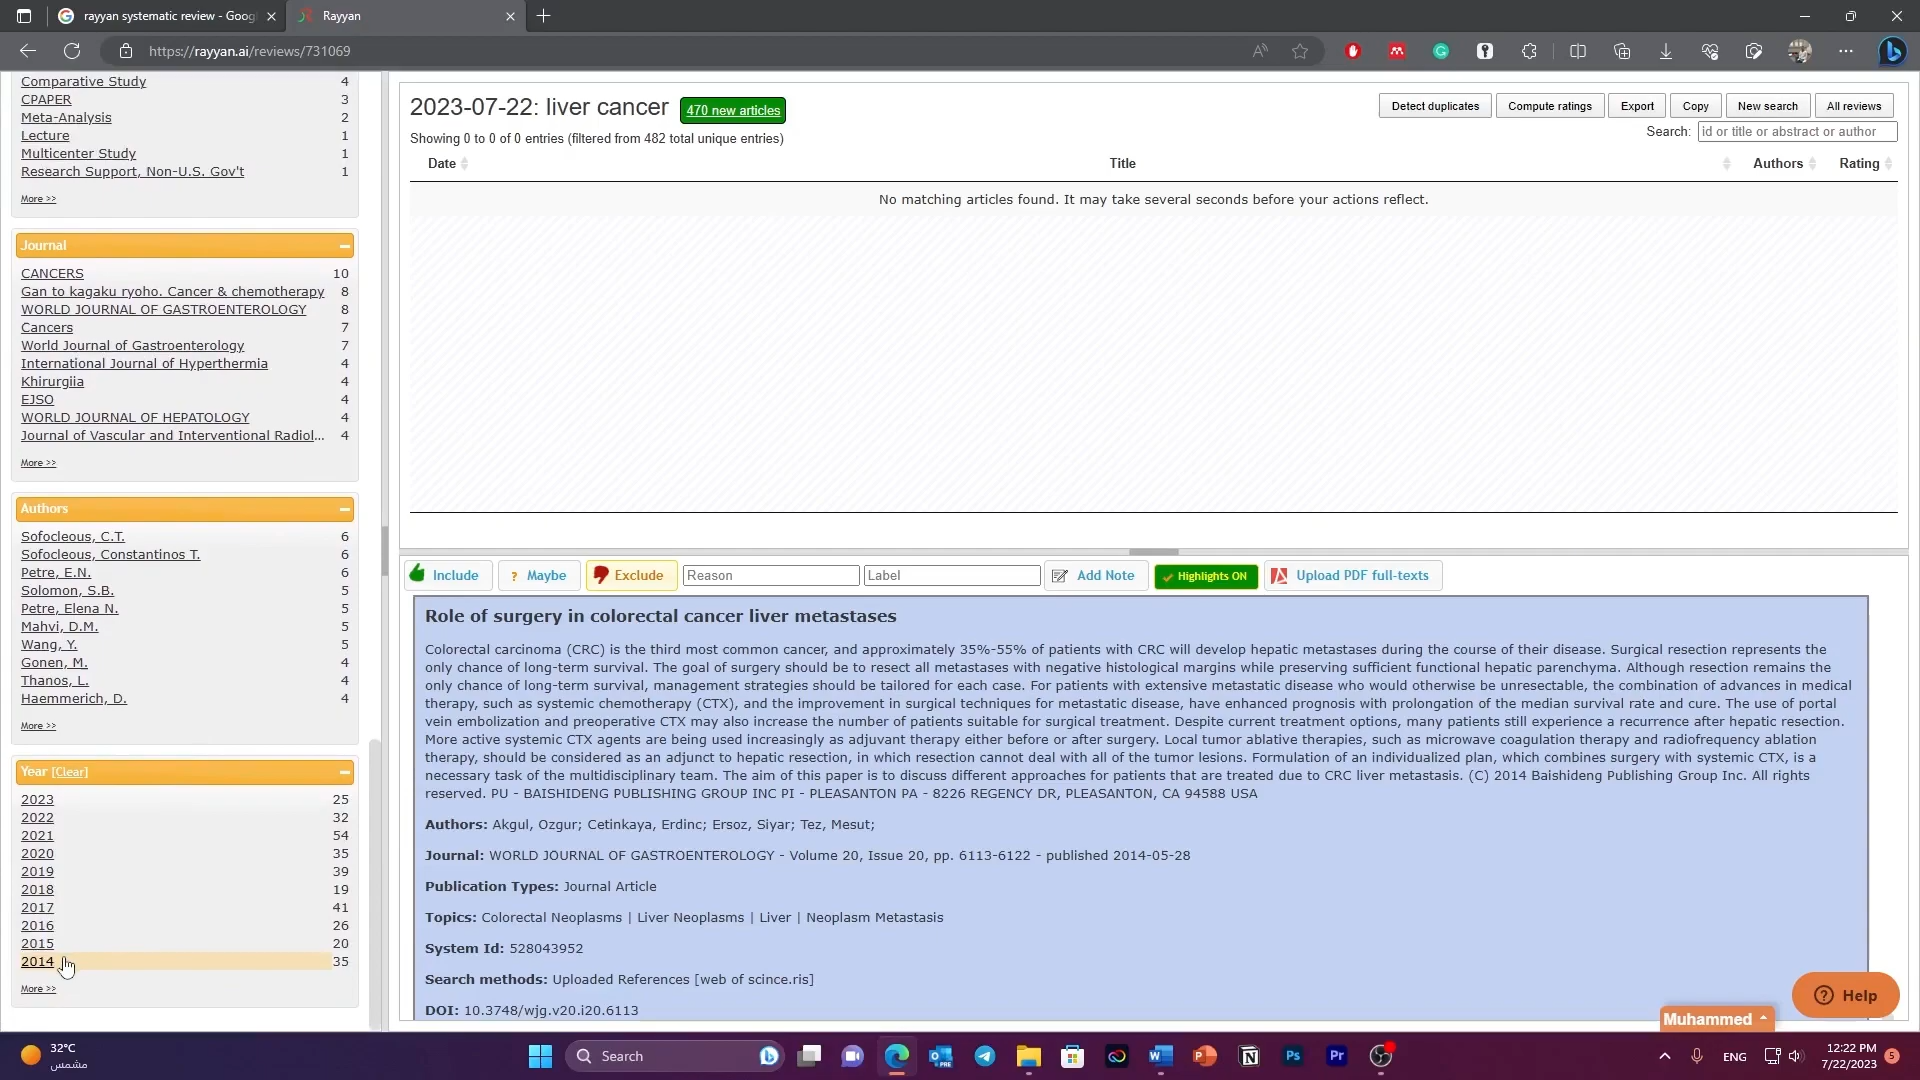 rayyan systematic review - Goog
Rayyan
https://rayyan.ai/reviews/731069
Comparative Study 4
CPAPER 3
Meta-Analysis 2
Lecture 1
Multicenter Study 1
Research Support, Non-U.S. Gov't 1
More >>
Journal
CANCERS 10
Gan to kagaku ryoho. Cancer & chemotherapy 8
WORLD JOURNAL OF GASTROENTEROLOGY 8
Cancers 7
World Journal of Gastroenterology 7
International Journal of Hyperthermia 4
Khirurgiia 4
EJSO 4
WORLD JOURNAL OF HEPATOLOGY 4
Journal of Vascular and Interventional Radiol... 4
More >>
Authors
Sofocleous, C.T. 6
Sofocleous, Constantinos T. 6
Petre, E.N. 6
Solomon, S.B. 5
Petre, Elena N. 5
Mahvi, D.M. 5
Wang, Y. 5
Gonen, M. 4
Thanos, L. 4
Haemmerich, D. 4
More >>
Year [Clear]
2023 25
2022 32
2021 54
2020 35
2019 39
2018 19
2017 41
2016 26
2015 20
2014 35
More >>
2023-07-22: liver cancer 470 new articles
Detect duplicates Compute ratings Export Copy New search All reviews
Showing 0 to 0 of 0 entries (filtered from 482 total unique entries)
Search: id or title or abstract or author
Date Title Authors Rating
No matching articles found. It may take several seconds before your actions reflect.
Include ? Maybe Exclude Reason Label Add Note Highlights ON Upload PDF full-texts
Role of surgery in colorectal cancer liver metastases
Colorectal carcinoma (CRC) is the third most common cancer, and approximately 35%-55% of patients with CRC will develop hepatic metastases during the course of their disease. Surgical resection represents the
only chance of long-term survival. The goal of surgery should be to resect all metastases with negative histological margins while preserving sufficient functional hepatic parenchyma. Although resection remains the
only chance of long-term survival, management strategies should be tailored for each case. For patients with extensive metastatic disease who would otherwise be unresectable, the combination of advances in medical
therapy, such as systemic chemotherapy (CTX), and the improvement in surgical techniques for metastatic disease, have enhanced prognosis with prolongation of the median survival rate and cure. The use of portal
vein embolization and preoperative CTX may also increase the number of patients suitable for surgical treatment. Despite current treatment options, many patients still experience a recurrence after hepatic resection.
More active systemic CTX agents are being used increasingly as adjuvant therapy either before or after surgery. Local tumor ablative therapies, such as microwave coagulation therapy and radiofrequency ablation
therapy, should be considered as an adjunct to hepatic resection, in which resection cannot deal with all of the tumor lesions. Formulation of an individualized plan, which combines surgery with systemic CTX, is a
necessary task of the multidisciplinary team. The aim of this paper is to discuss different approaches for patients that are treated due to CRC liver metastasis. (C) 2014 Baishideng Publishing Group Inc. All rights
reserved. PU - BAISHIDENG PUBLISHING GROUP INC PI - PLEASANTON PA - 8226 REGENCY DR, PLEASANTON, CA 94588 USA
Authors: Akgul, Ozgur; Cetinkaya, Erdinc; Ersoz, Siyar; Tez, Mesut;
Journal: WORLD JOURNAL OF GASTROENTEROLOGY - Volume 20, Issue 20, pp. 6113-6122 - published 2014-05-28
Publication Types: Journal Article
Topics: Colorectal Neoplasms | Liver Neoplasms | Liver | Neoplasm Metastasis
System Id: 528043952
Search methods: Uploaded References [web of scince.ris]
DOI: 10.3748/wjg.v20.i20.6113
Help
Muhammed
32°C
مشمس
Search
ENG
12:22 PM
7/22/2023
5